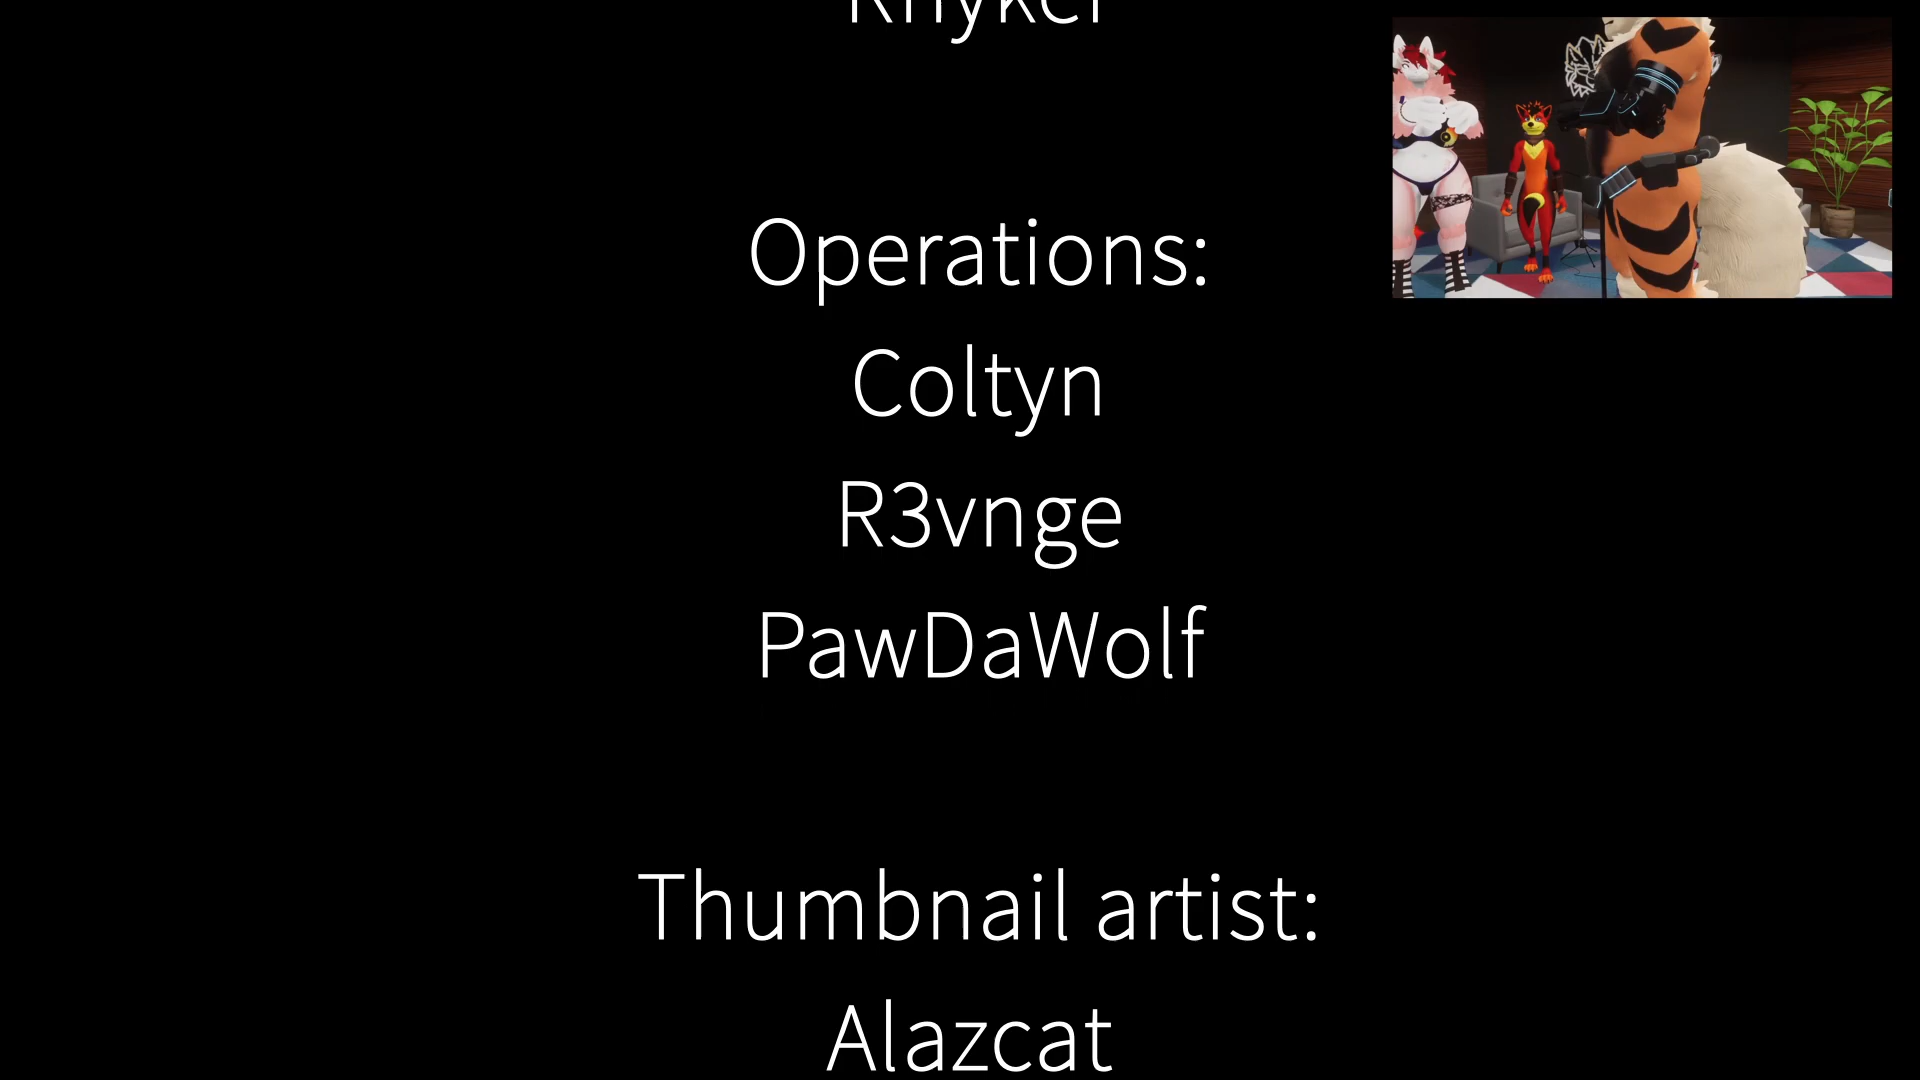 Operations:
Coltyn
R3vnge
PawDaWolf
Thumbnail artist:
Alazcat